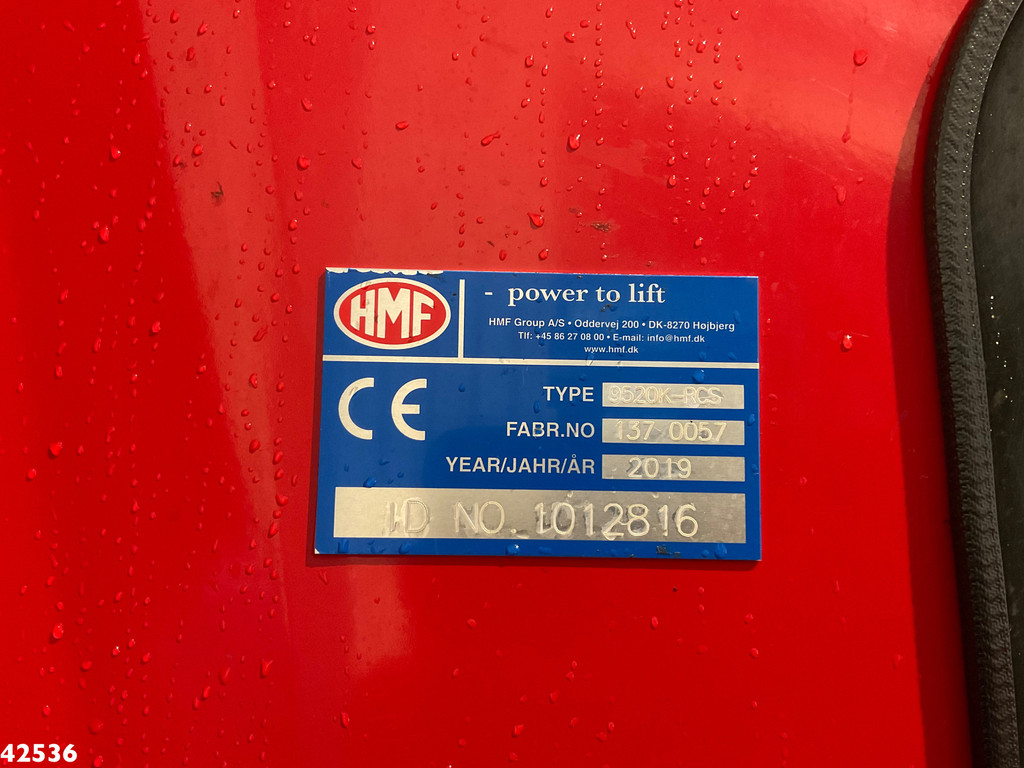 HMF
- power to lift
HMF Group A/S • Oddervej 200 • DK-8270 Højbjerg
Tlf: +45 86 27 08 00 • E-mail: info@hmf.dk
www.hmf.dk
CE
TYPE 9520K-RCS
FABR.NO 137 0057
YEAR/JAHR/ÅR 2019
ID NO. 1012816
42536